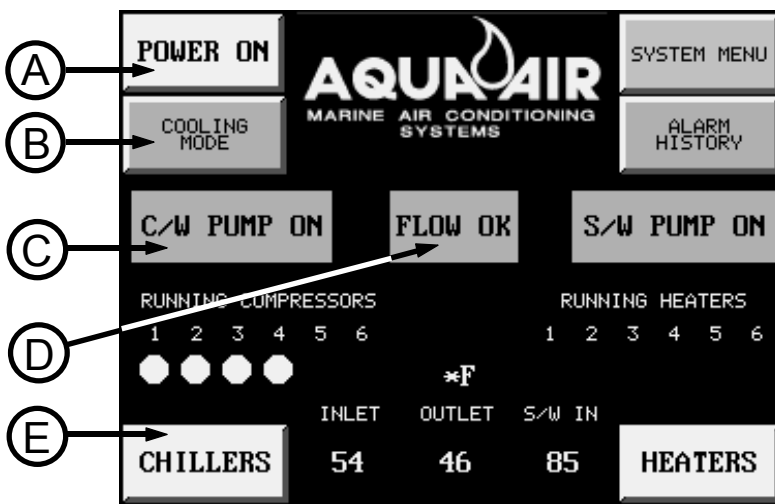 A
POWER ON
AQUA AIR
MARINE AIR CONDITIONING
SYSTEMS
SYSTEM MENU
B
COOLING
MODE
ALARM
HISTORY
C
C/W PUMP ON
FLOW OK
S/W PUMP ON
D
RUNNING COMPRESSORS
1 2 3 4 5 6
RUNNING HEATERS
1 2 3 4 5 6
*F
E
INLET OUTLET S/W IN
CHILLERS
54 46 85
HEATERS